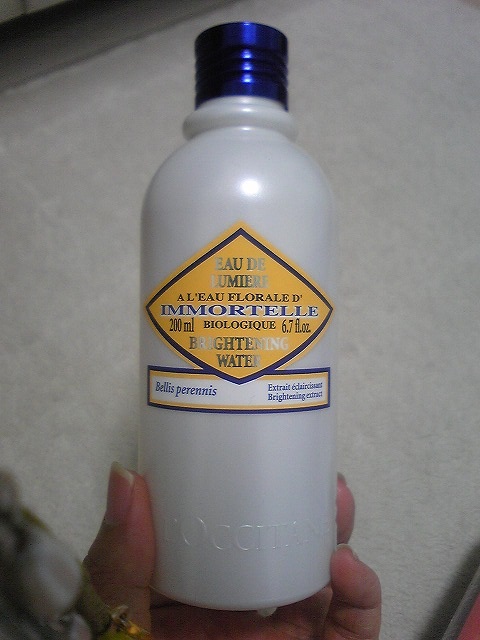 EAU DE
LUMIERE
A L'EAU FLORALE D'
IMMORTELLE
200 ml BIOLOGIQUE 6.7 fl.oz.
BRIGHTENING
WATER
Bellis perennis
Extrait éclaircissant
Brightening extract
L'OCCITANE